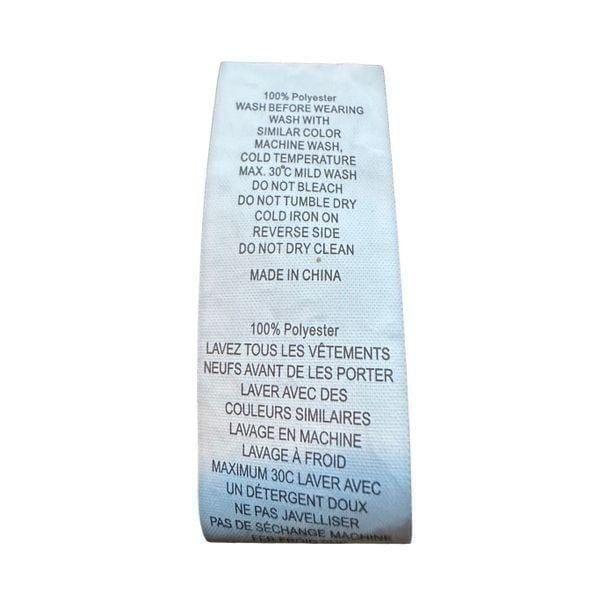 100% Polyester
WASH BEFORE WEARING
WASH WITH
SIMILAR COLOR
MACHINE WASH,
COLD TEMPERATURE
MAX. 30°C MILD WASH
DO NOT BLEACH
DO NOT TUMBLE DRY
COLD IRON ON
REVERSE SIDE
DO NOT DRY CLEAN
MADE IN CHINA
100% Polyester
LAVEZ TOUS LES VÊTEMENTS
NEUFS AVANT DE LES PORTER
LAVER AVEC DES
COULEURS SIMILAIRES
LAVAGE EN MACHINE
LAVAGE À FROID
MAXIMUM 30C LAVER AVEC
UN DÉTERGENT DOUX
NE PAS JAVELLISER
PAS DE SÉCHANGE MACHINE
FER FROID